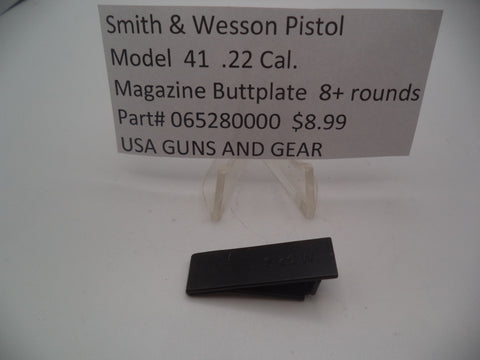 Smith & Wesson Pistol
Model 41 .22 Cal.
Magazine Buttplate 8+ rounds
Part# 065280000 $8.99
USA GUNS AND GEAR